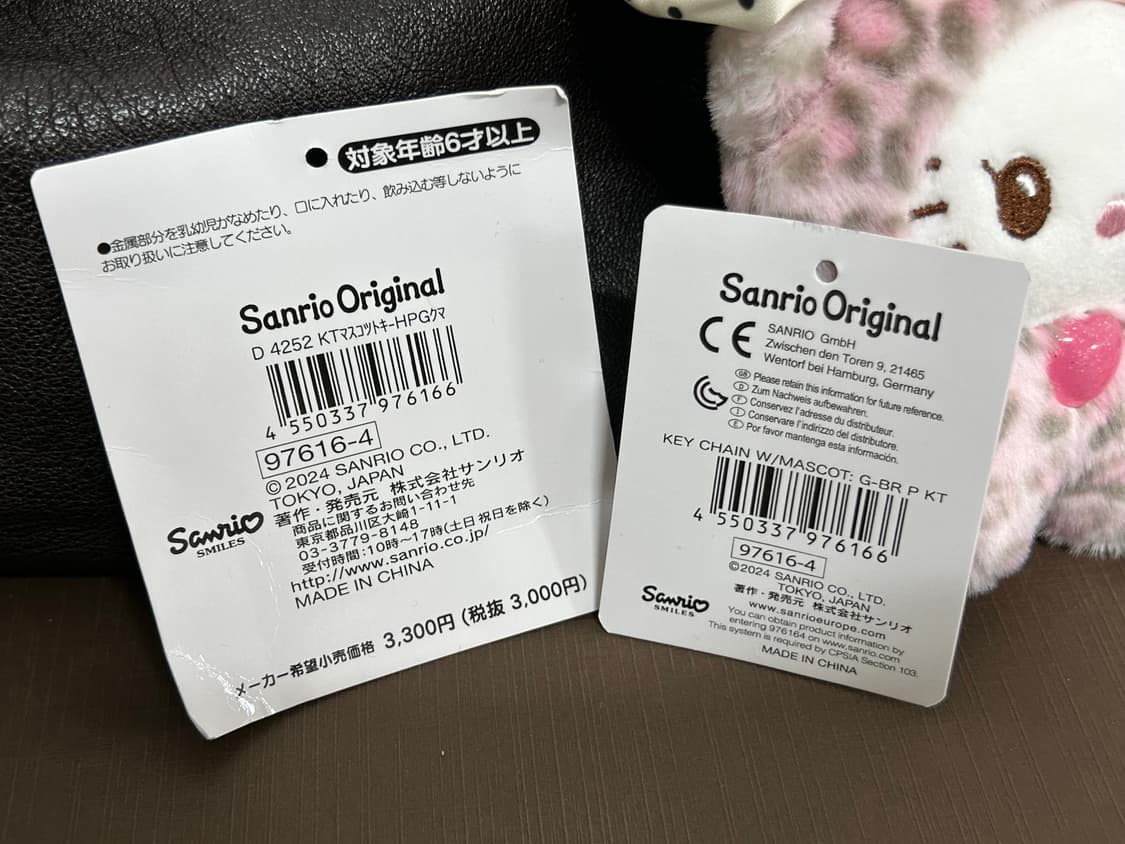 対象年齢6才以上
●金属部分を乳幼児がなめたり、口に入れたり、飲み込む等しないように
お取り扱いに注意してください。
Sanrio Original
D 4252 KTマスコットキーHPGクマ
4 550337 976166
97616-4
© 2024 SANRIO CO., LTD.
TOKYO, JAPAN
著作・発売元 株式会社サンリオ
商品に関するお問い合わせ先
東京都品川区大崎1-11-1
03-3779-8148
受付時間:10時〜17時(土日祝日を除く)
http://www.sanrio.co.jp/
MADE IN CHINA
Sanrio
SMILES
メーカー希望小売価格 3,300円(税抜 3,000円)
Sanrio Original
CE
SANRIO GmbH
Zwischen den Toren 9, 21465
Wentorf bei Hamburg, Germany
GB Please retain this information for future reference.
D Zum Nachweis aufbewahren.
F Conservez l'adresse du distributeur.
I Conservare l'indirizzo del distributore.
E Por favor mantenga esta información.
KEY CHAIN W/MASCOT: G-BR P KT
4 550337 976166
97616-4
©2024 SANRIO CO., LTD.
TOKYO, JAPAN
著作・発売元 株式会社サンリオ
www.sanrioeurope.com
You can obtain product information by
entering 976164 on www.sanrio.com
This system is required by CPSIA Section 103.
MADE IN CHINA
Sanrio
SMILES